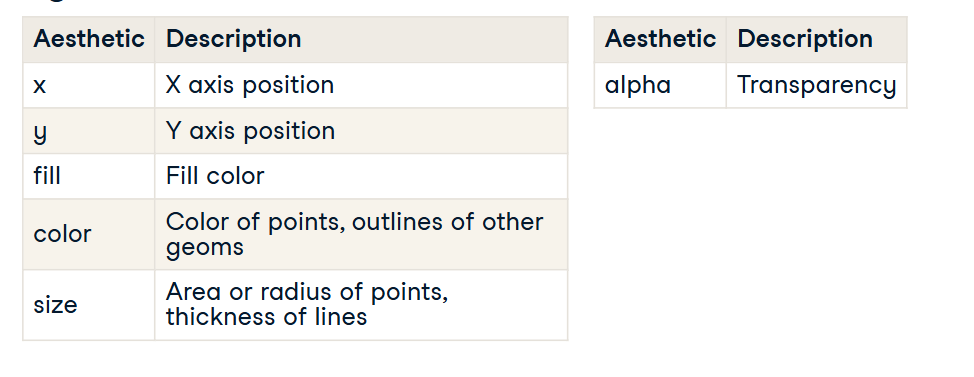 Aesthetic Description
x X axis position
y Y axis position
fill Fill color
color Color of points, outlines of other
geoms
size Area or radius of points,
thickness of lines
Aesthetic Description
alpha Transparency